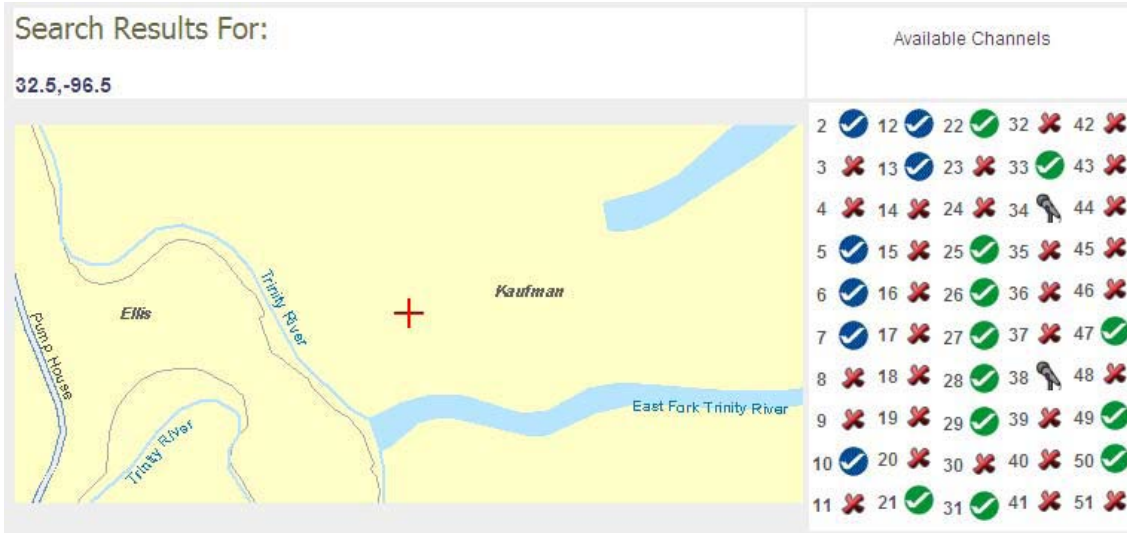 Search Results For:
32.5,-96.5
Available Channels
2 12 22 32 42
3 13 23 33 43
4 14 24 34 44
5 15 25 35 45
6 16 26 36 46
7 17 27 37 47
8 18 28 38 48
9 19 29 39 49
10 20 30 40 50
11 21 31 41 51
Trinity River
Kaufman
Ellis
Pump House
East Fork Trinity River
Trinity River